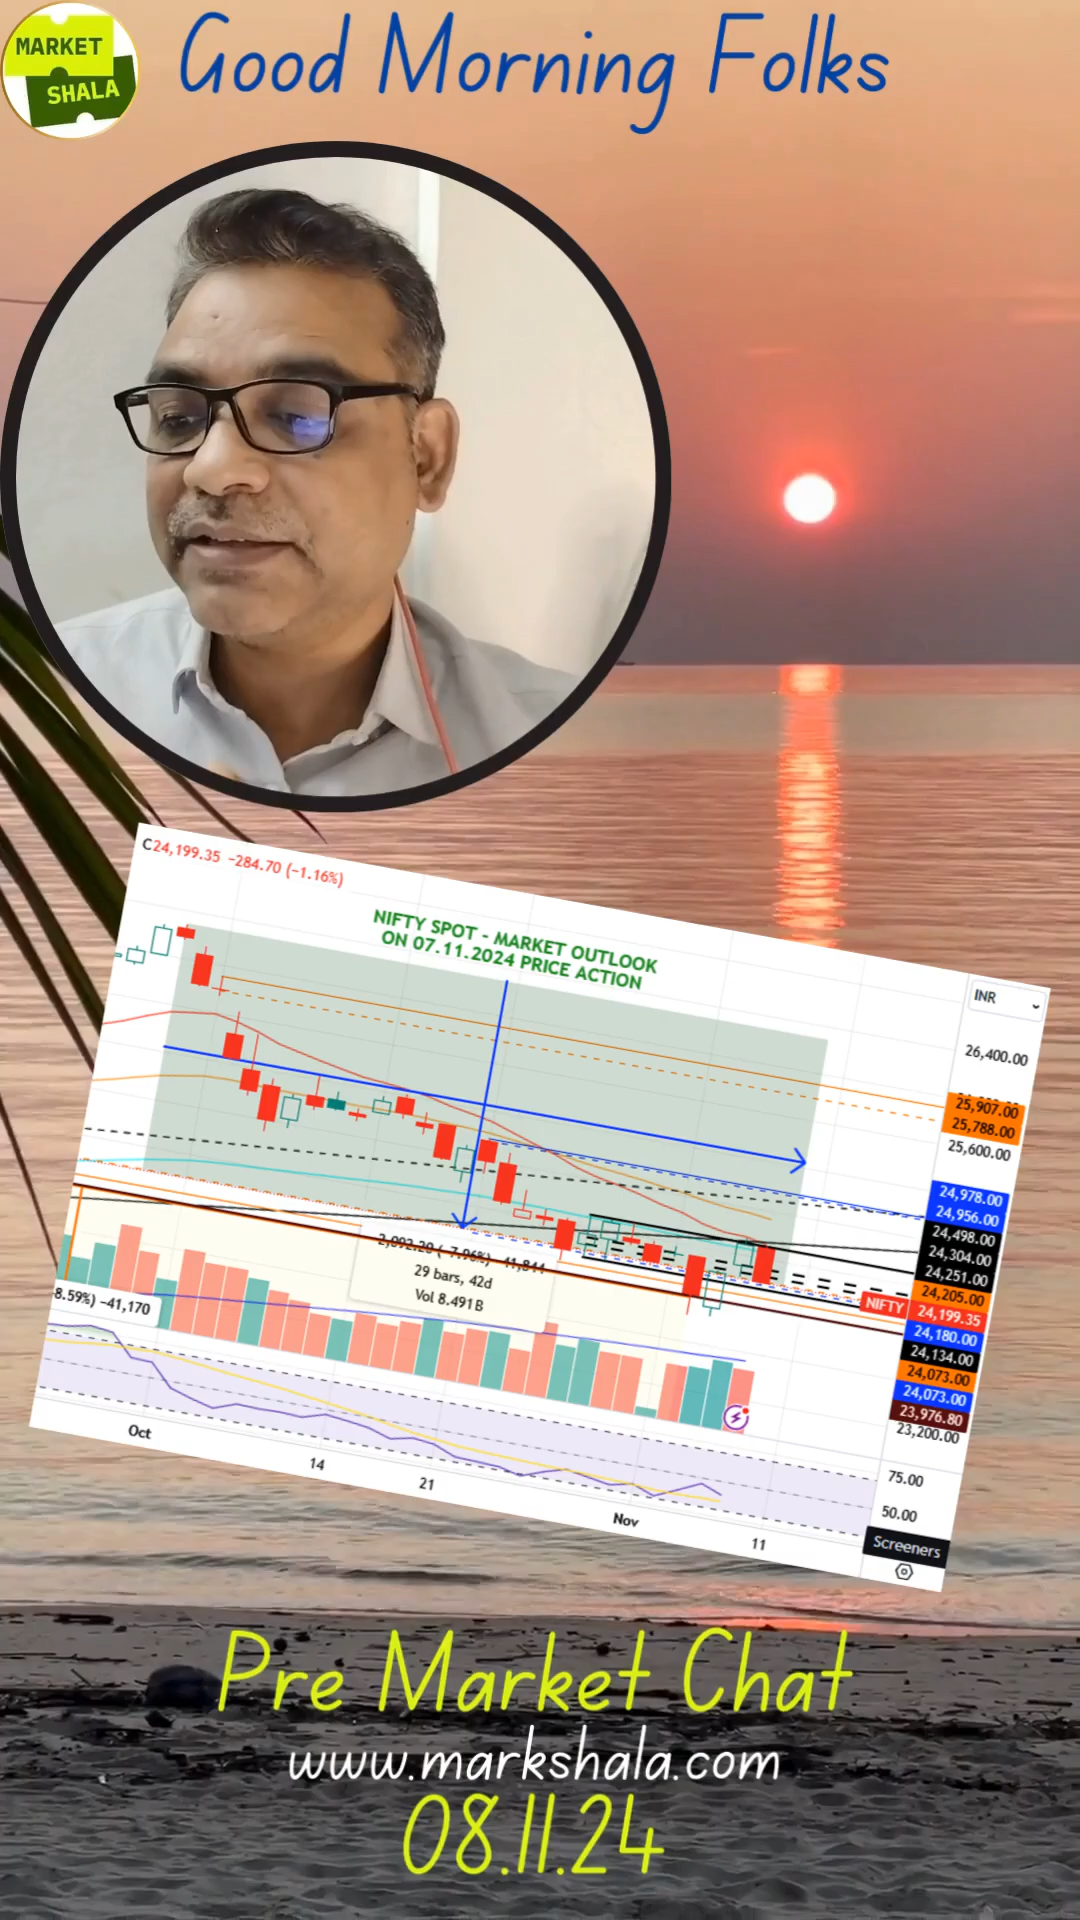 MARKET
SHALA
Good Morning Folks
C24,199.35 −284.70 (−1.16%)
NIFTY SPOT - MARKET OUTLOOK
ON 07.11.2024 PRICE ACTION
INR
26,400.00
25,907.00
25,788.00
25,600.00
24,978.00
24,956.00
24,498.00
24,304.00
24,251.00
24,205.00
NIFTY 24,199.35
24,180.00
24,134.00
24,073.00
24,073.00
23,976.80
23,200.00
29 bars, 42d
Vol 8.491B
8.59%) −41,170
75.00
50.00
Screeners
Oct
14
21
Nov
11
Pre Market Chat
www.markshala.com
08.11.24